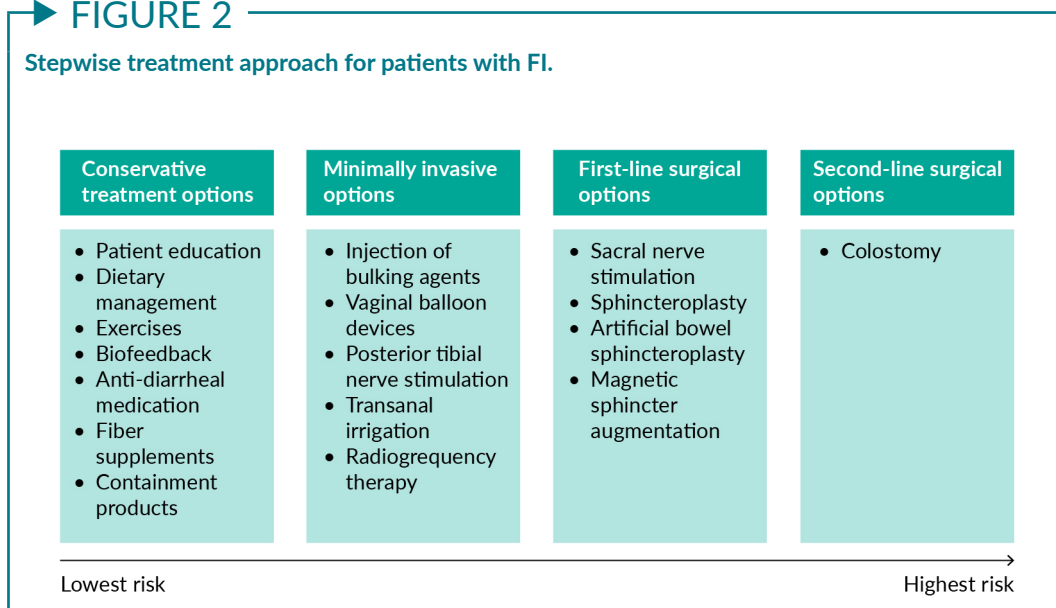 FIGURE 2
Stepwise treatment approach for patients with FI.
Conservative
treatment options
• Patient education
• Dietary
management
• Exercises
• Biofeedback
• Anti-diarrheal
medication
• Fiber
supplements
• Containment
products
Minimally invasive
options
• Injection of
bulking agents
• Vaginal balloon
devices
• Posterior tibial
nerve stimulation
• Transanal
irrigation
• Radiogrequency
therapy
First-line surgical
options
• Sacral nerve
stimulation
• Sphincteroplasty
• Artificial bowel
sphincteroplasty
• Magnetic
sphincter
augmentation
Second-line surgical
options
• Colostomy
Lowest risk
Highest risk